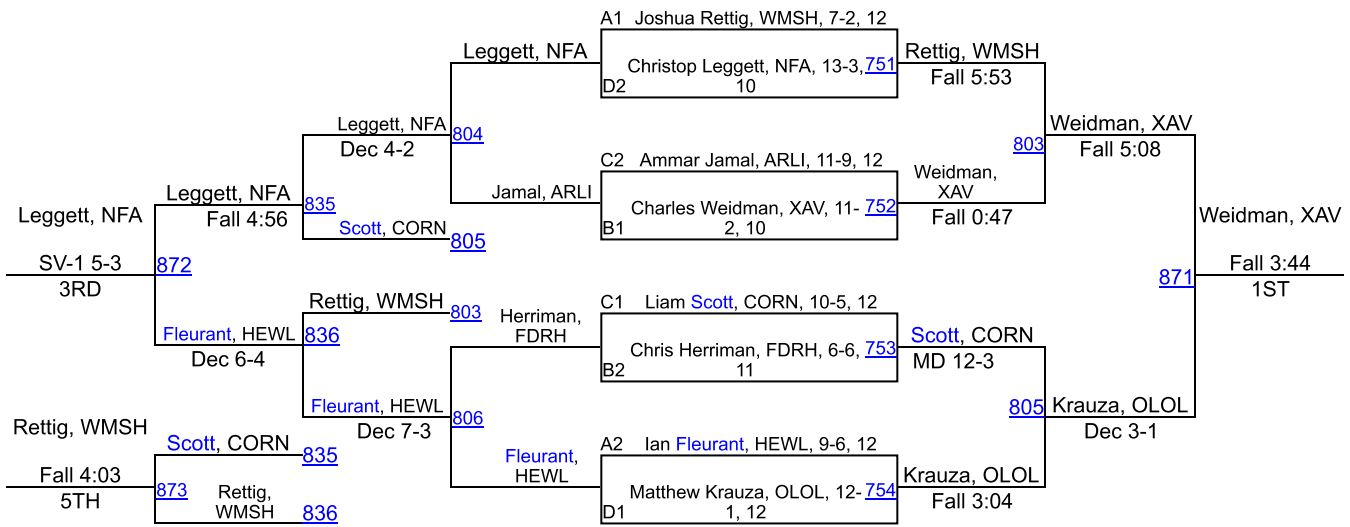 A1 Joshua Rettig, WMSH, 7-2, 12
Leggett, NFA
Christop Leggett, NFA, 13-3, 751
10
D2
Rettig, WMSH
Fall 5:53
Leggett, NFA
804
Dec 4-2
Weidman, XAV
803
Fall 5:08
C2 Ammar Jamal, ARLI, 11-9, 12
Jamal, ARLI
Charles Weidman, XAV, 11- 752
2, 10
B1
Weidman,
XAV
Fall 0:47
Leggett, NFA
835
Fall 4:56
Scott, CORN 805
Leggett, NFA
SV-1 5-3
872
3RD
Weidman, XAV
Fall 3:44
871
1ST
Rettig, WMSH
803
Fleurant, HEWL 836
Dec 6-4
C1 Liam Scott, CORN, 10-5, 12
Herriman,
FDRH
Chris Herriman, FDRH, 6-6, 753
11
B2
Scott, CORN
MD 12-3
Fleurant, HEWL
806
Dec 7-3
805 Krauza, OLOL
Dec 3-1
Rettig, WMSH
Fall 4:03
5TH
Scott, CORN 835
873
Rettig,
WMSH 836
A2 Ian Fleurant, HEWL, 9-6, 12
Fleurant,
HEWL
Matthew Krauza, OLOL, 12- 754
1, 12
D1
Krauza, OLOL
Fall 3:04